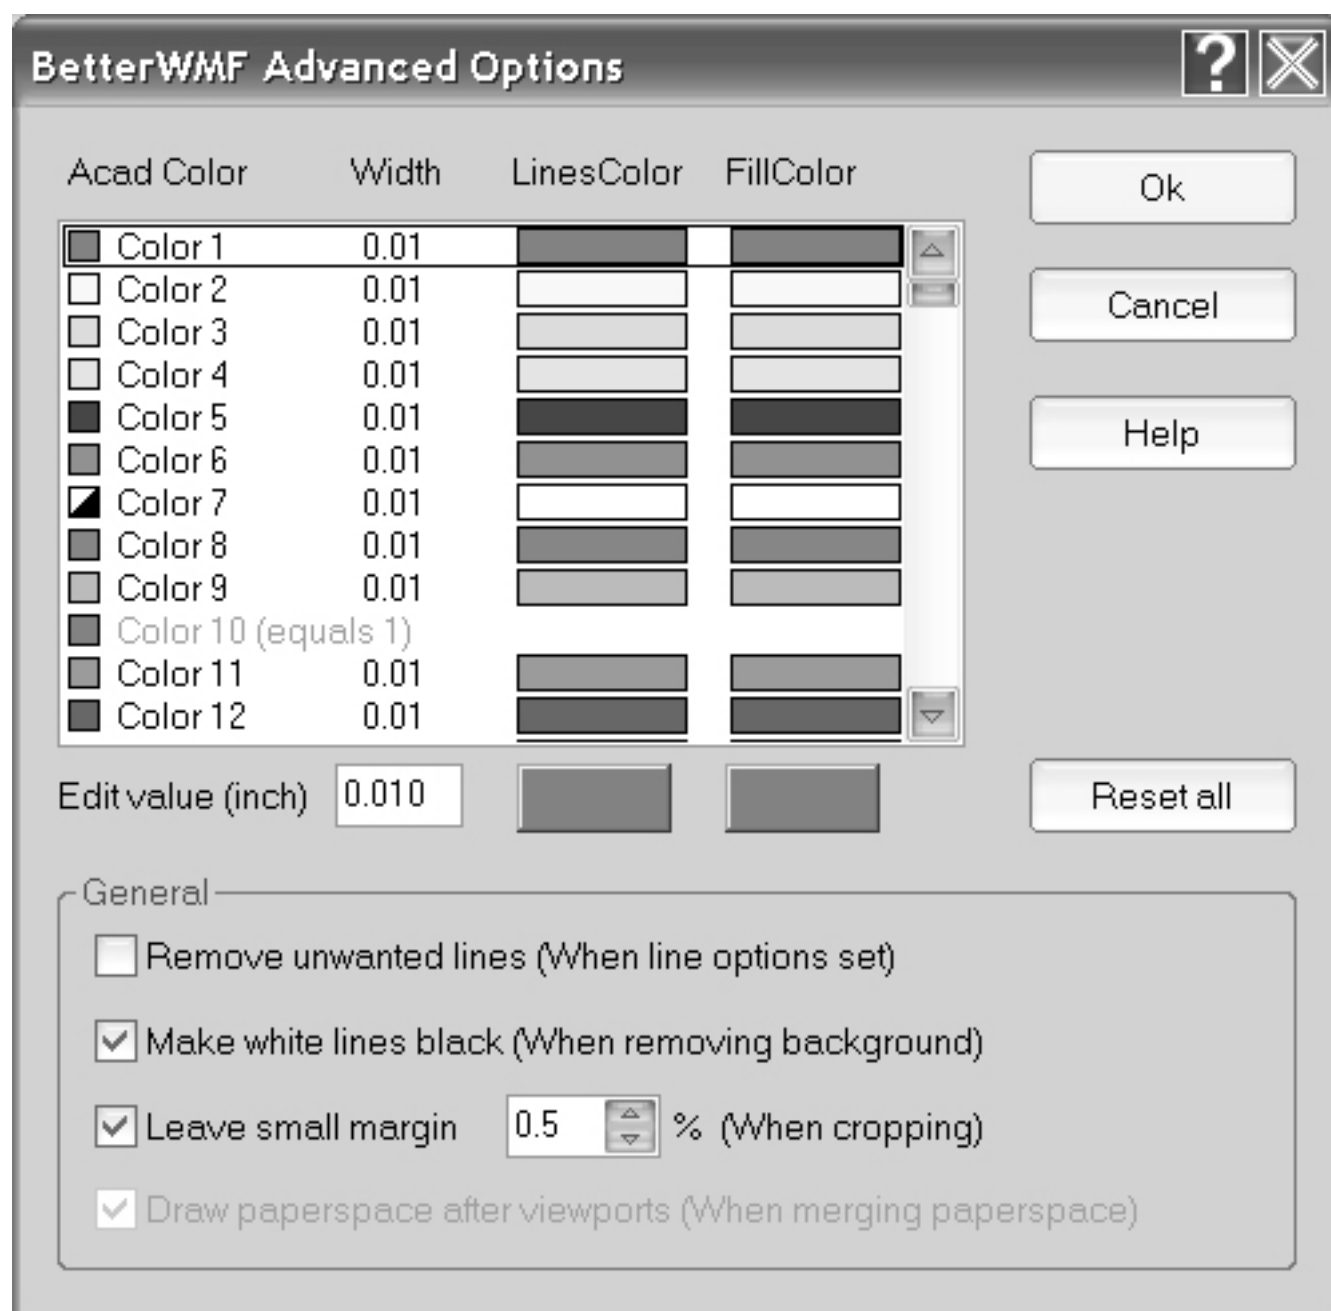 BetterWMF Advanced Options
Acad Color Width LinesColor FillColor
Ok
Color 1 0.01
Color 2 0.01
Cancel
Color 3 0.01
Color 4 0.01
Color 5 0.01
Help
Color 6 0.01
Color 7 0.01
Color 8 0.01
Color 9 0.01
Color 10 (equals 1)
Color 11 0.01
Color 12 0.01
Edit value (inch) 0.010
Reset all
General
Remove unwanted lines (When line options set)
Make white lines black (When removing background)
Leave small margin 0.5 % (When cropping)
Draw paperspace after viewports (When merging paperspace)